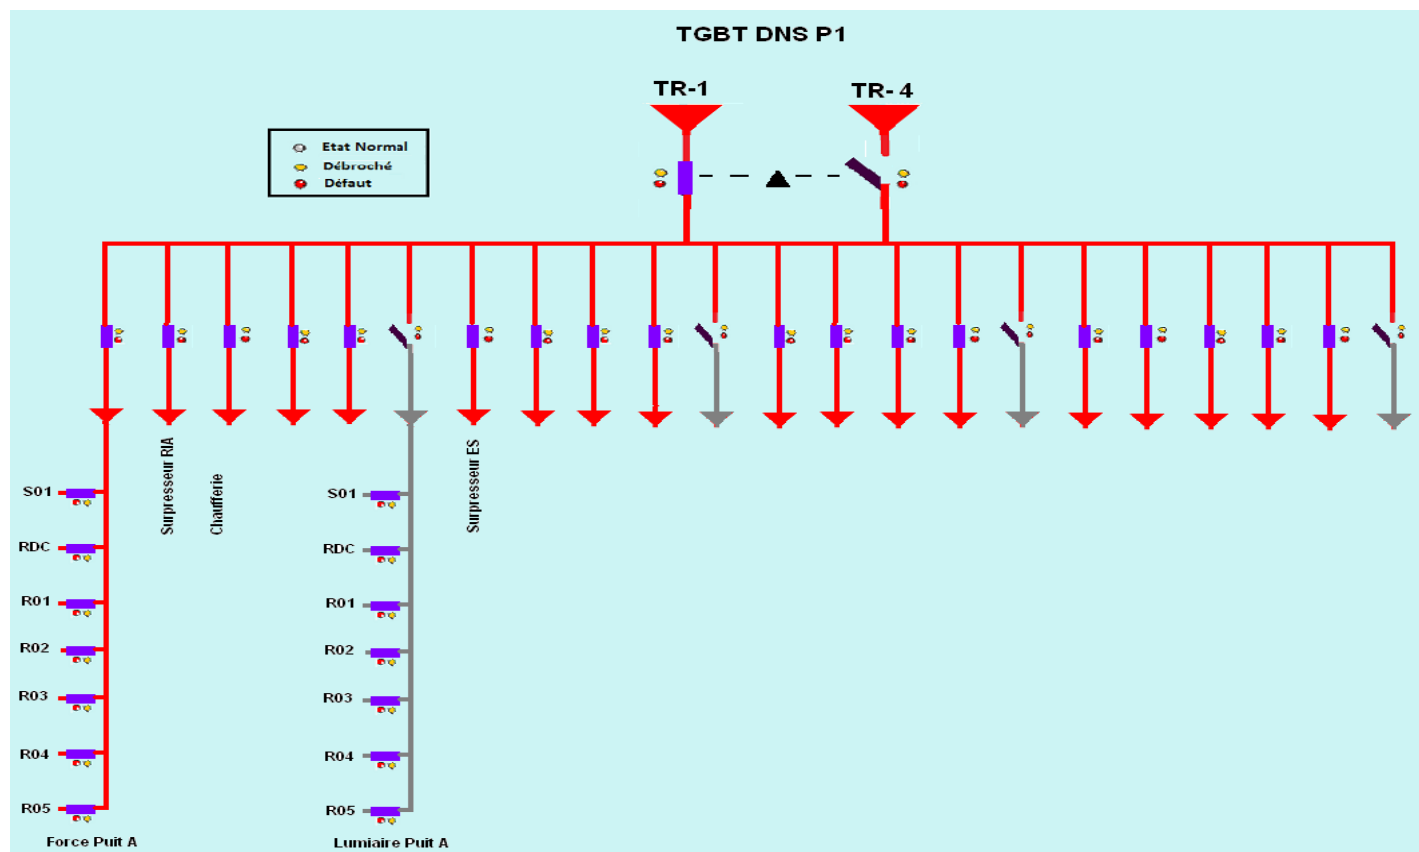 TGBT DNS P1
TR-1
TR- 4
Etat Normal
Débroché
Défaut
Surpresseur RIA
Chaufferie
Surpresseur ES
S01
RDC
R01
R02
R03
R04
R05
Force Puit A
S01
RDC
R01
R02
R03
R04
R05
Lumiaire Puit A